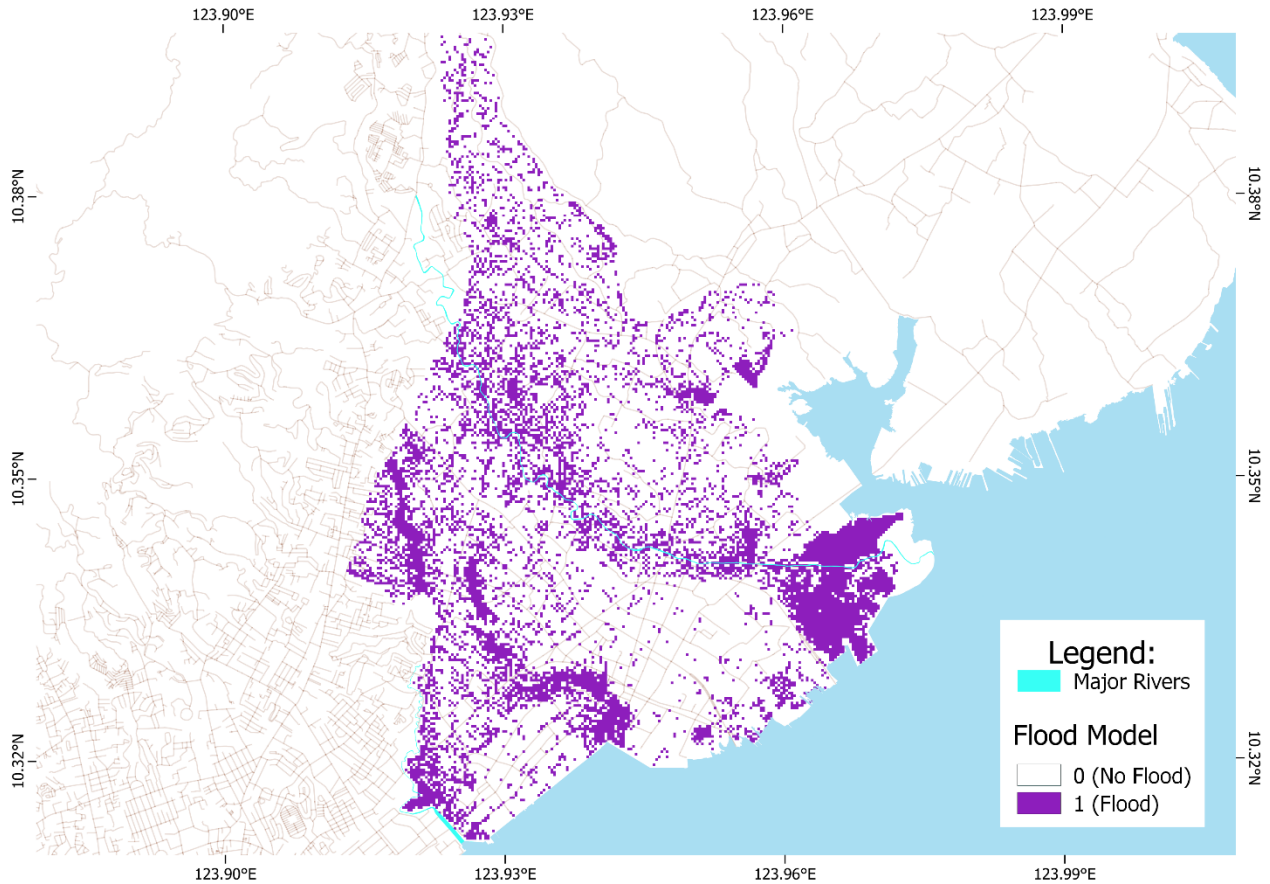 123.90°E 123.93°E 123.96°E 123.99°E
10.38°N 10.38°N
10.35°N 10.35°N
10.32°N 10.32°N
Legend:
Major Rivers
Flood Model
0 (No Flood)
1 (Flood)
123.90°E 123.93°E 123.96°E 123.99°E